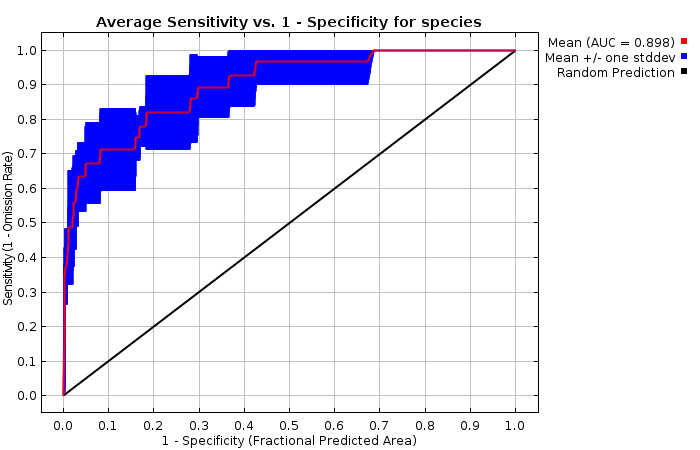 Average Sensitivity vs. 1 - Specificity for species
Mean (AUC = 0.898)
Mean +/- one stddev
Random Prediction
Sensitivity (1 - Omission Rate)
1.0
0.9
0.8
0.7
0.6
0.5
0.4
0.3
0.2
0.1
0.0
0.0 0.1 0.2 0.3 0.4 0.5 0.6 0.7 0.8 0.9 1.0
1 - Specificity (Fractional Predicted Area)